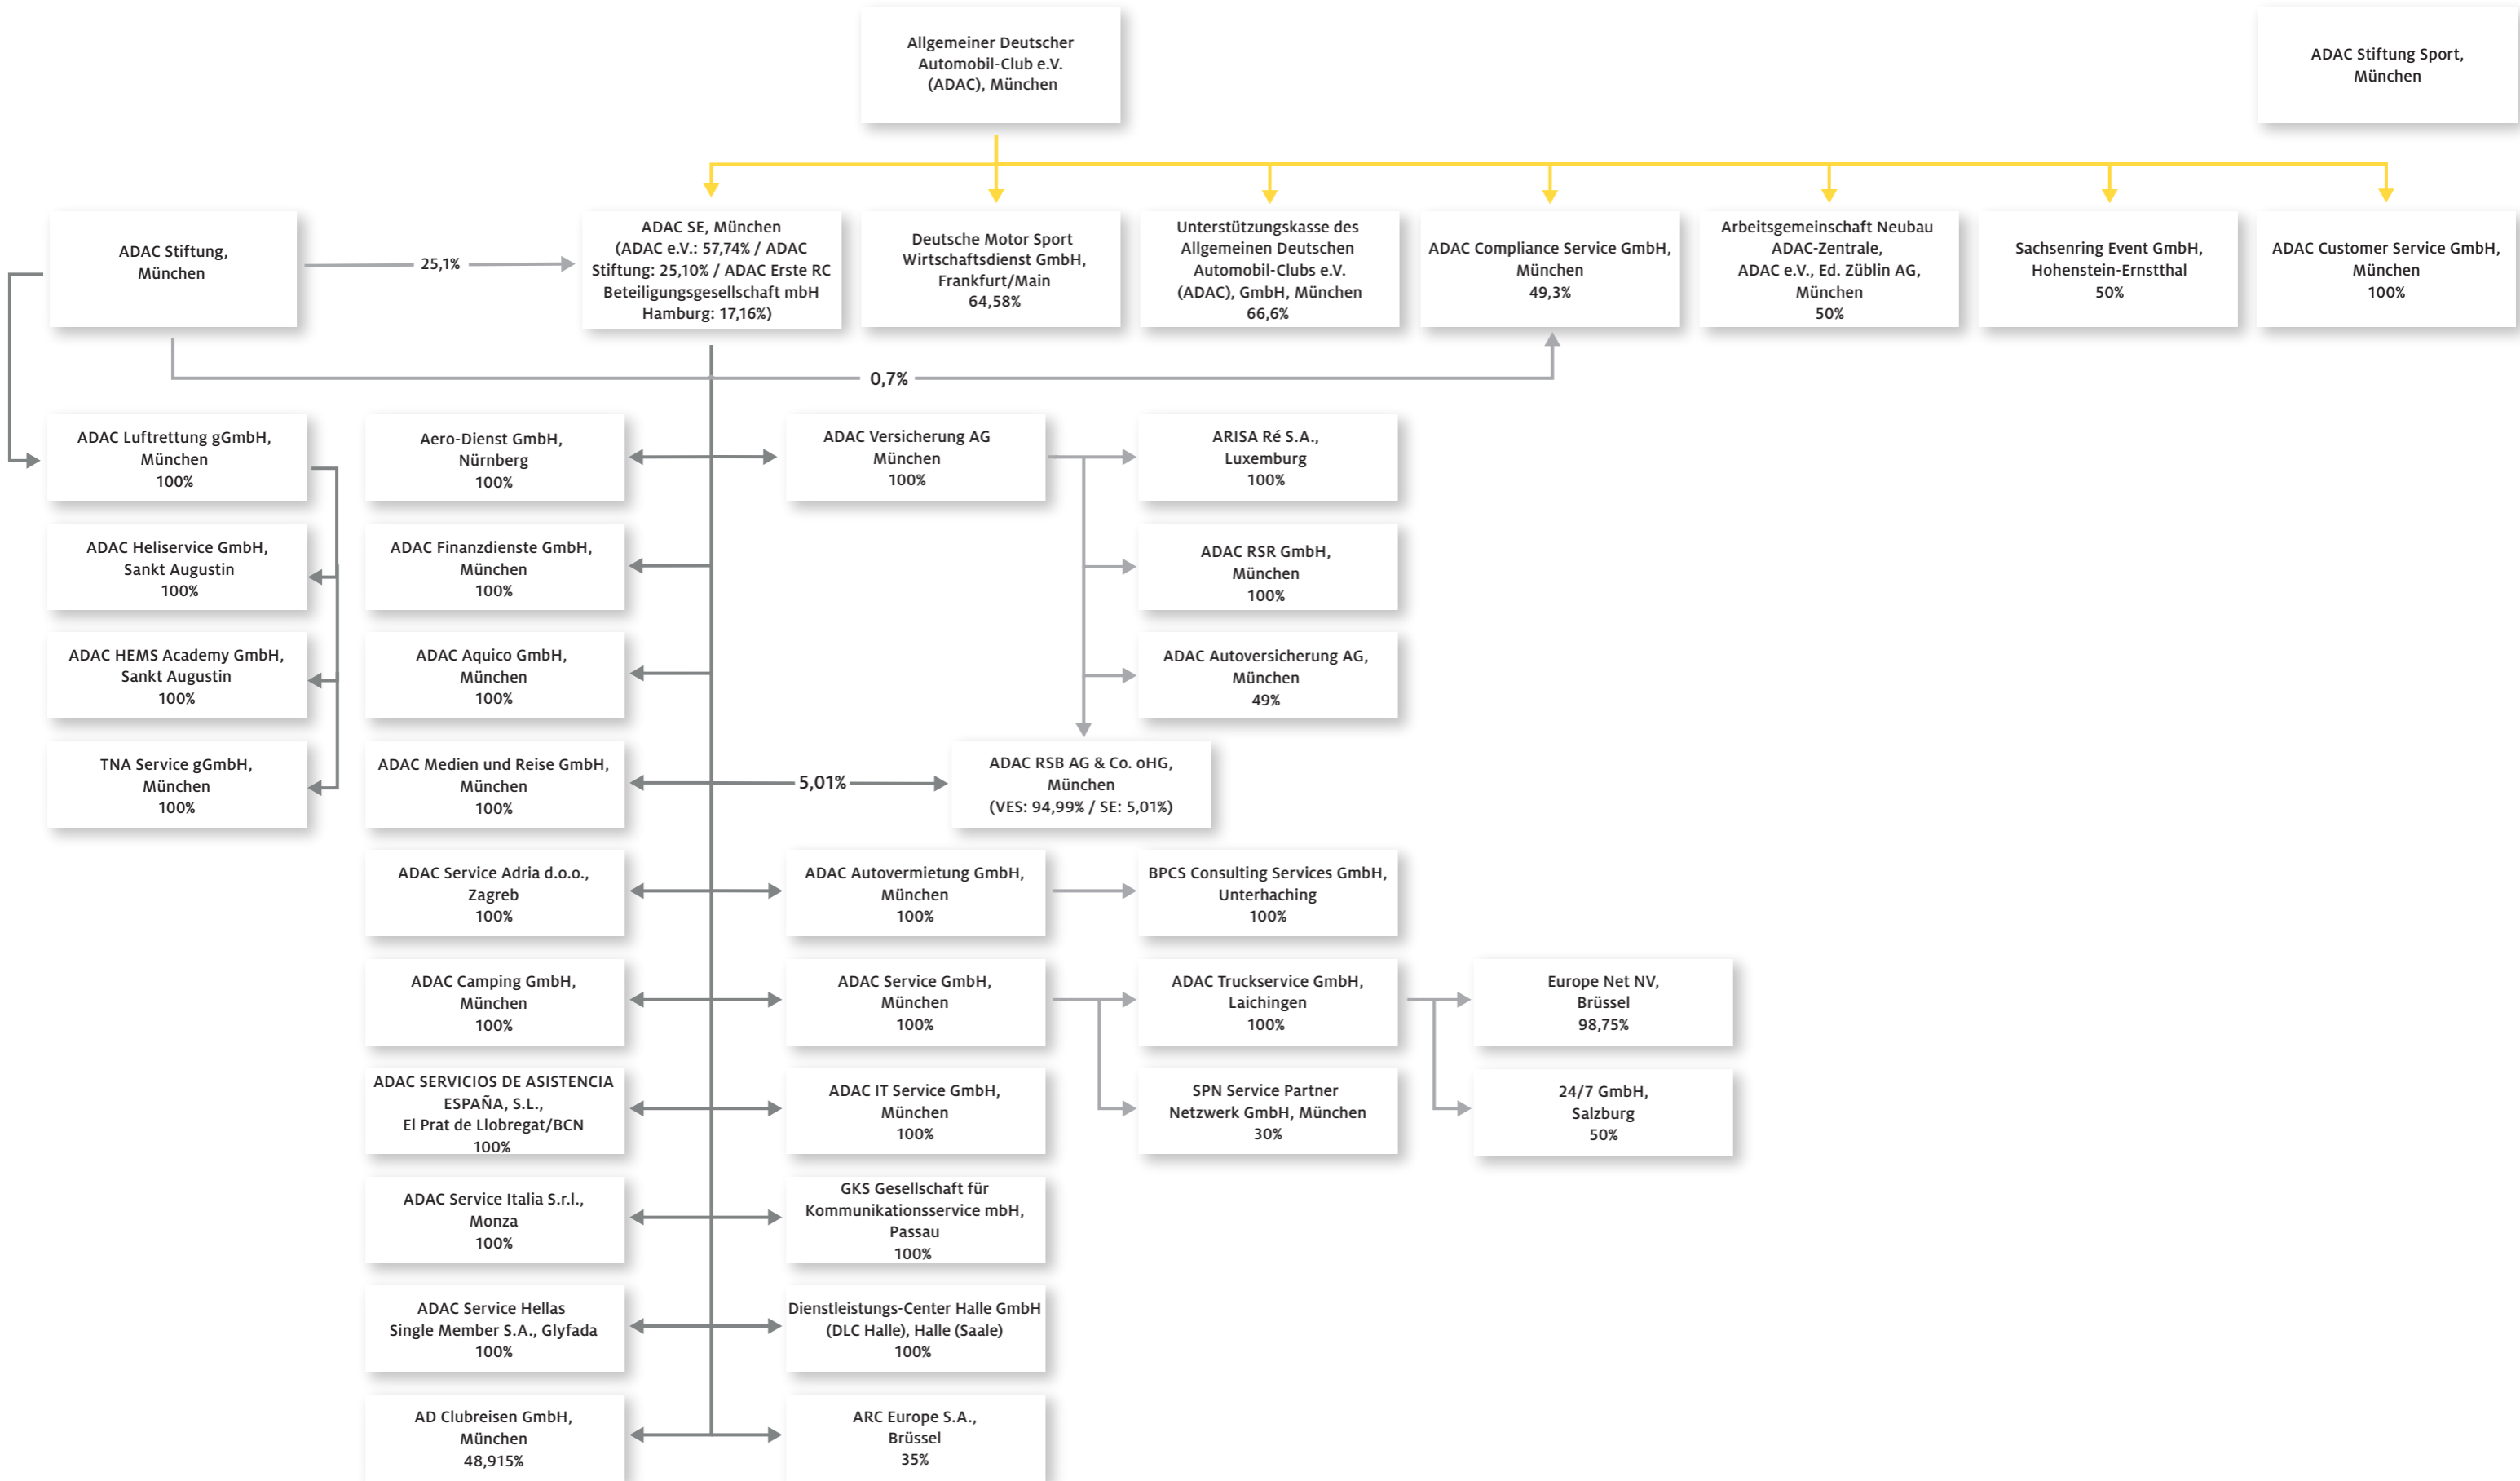 Allgemeiner Deutscher
Automobil-Club e.V.
(ADAC), München
ADAC Stiftung Sport,
München
ADAC Stiftung,
München
25,1%
ADAC SE, München
(ADAC e.V.: 57,74% / ADAC
Stiftung: 25,10% / ADAC Erste RC
Beteiligungsgesellschaft mbH
Hamburg: 17,16%)
Deutsche Motor Sport
Wirtschaftsdienst GmbH,
Frankfurt/Main
64,58%
Unterstützungskasse des
Allgemeinen Deutschen
Automobil-Clubs e.V.
(ADAC), GmbH, München
66,6%
ADAC Compliance Service GmbH,
München
49,3%
Arbeitsgemeinschaft Neubau
ADAC-Zentrale,
ADAC e.V., Ed. Züblin AG,
München
50%
Sachsenring Event GmbH,
Hohenstein-Ernstthal
50%
ADAC Customer Service GmbH,
München
100%
0,7%
ADAC Luftrettung gGmbH,
München
100%
Aero-Dienst GmbH,
Nürnberg
100%
ADAC Versicherung AG
München
100%
ARISA Ré S.A.,
Luxemburg
100%
ADAC Heliservice GmbH,
Sankt Augustin
100%
ADAC Finanzdienste GmbH,
München
100%
ADAC RSR GmbH,
München
100%
ADAC HEMS Academy GmbH,
Sankt Augustin
100%
ADAC Aquico GmbH,
München
100%
ADAC Autoversicherung AG,
München
49%
TNA Service gGmbH,
München
100%
ADAC Medien und Reise GmbH,
München
100%
5,01%
ADAC RSB AG & Co. oHG,
München
(VES: 94,99% / SE: 5,01%)
ADAC Service Adria d.o.o.,
Zagreb
100%
ADAC Autovermietung GmbH,
München
100%
BPCS Consulting Services GmbH,
Unterhaching
100%
ADAC Camping GmbH,
München
100%
ADAC Service GmbH,
München
100%
ADAC Truckservice GmbH,
Laichingen
100%
Europe Net NV,
Brüssel
98,75%
ADAC SERVICIOS DE ASISTENCIA
ESPAÑA, S.L.,
El Prat de Llobregat/BCN
100%
ADAC IT Service GmbH,
München
100%
SPN Service Partner
Netzwerk GmbH, München
30%
24/7 GmbH,
Salzburg
50%
ADAC Service Italia S.r.l.,
Monza
100%
GKS Gesellschaft für
Kommunikationsservice mbH,
Passau
100%
ADAC Service Hellas
Single Member S.A., Glyfada
100%
Dienstleistungs-Center Halle GmbH
(DLC Halle), Halle (Saale)
100%
AD Clubreisen GmbH,
München
48,915%
ARC Europe S.A.,
Brüssel
35%